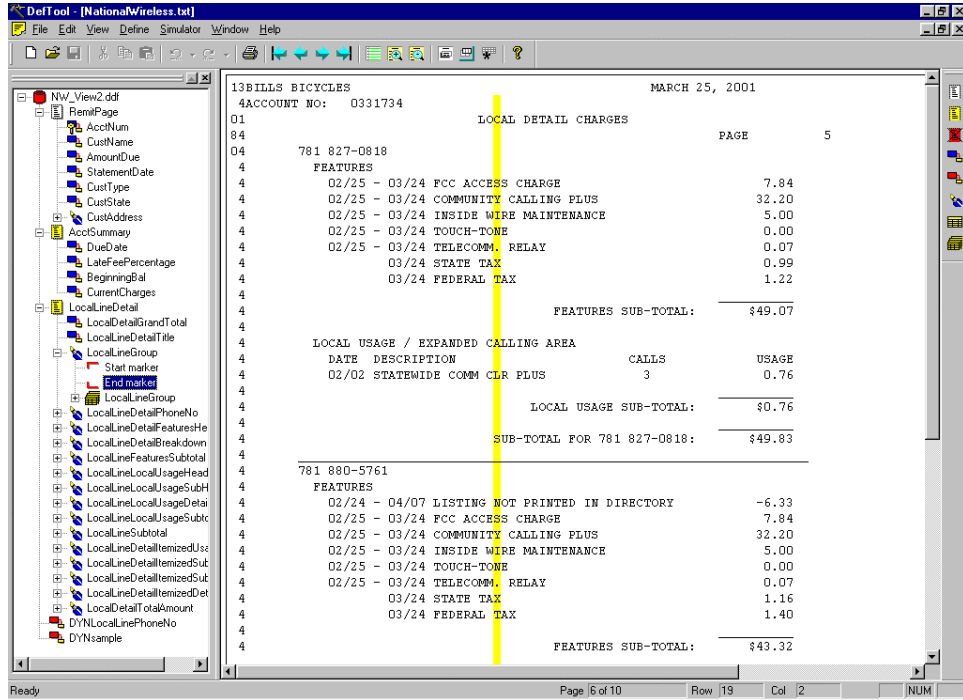 DefTool - [NationalWireless.txt]
File Edit View Define Simulator Window Help
NW_View2.ddf
RemitPage
AcctNum
CustName
AmountDue
StatementDate
CustType
CustState
CustAddress
AcctSummary
DueDate
LateFeePercentage
BeginningBal
CurrentCharges
LocalLineDetail
LocalDetailGrandTotal
LocalLineDetailTitle
LocalLineGroup
Start marker
End marker
LocalLineGroup
LocalLineDetailPhoneNo
LocalLineDetailFeaturesHe
LocalLineDetailBreakdown
LocalLineFeaturesSubtotal
LocalLineLocalUsageHead
LocalLineLocalUsageSubH
LocalLineLocalUsageDetai
LocalLineLocalUsageSubtc
LocalLineSubtotal
LocalLineDetailItemizedUsa
LocalLineDetailItemizedSut
LocalLineDetailItemizedSut
LocalLineDetailItemizedDet
LocalDetailTotalAmount
DYNLocalLinePhoneNo
DYNsample
13BILLS BICYCLES MARCH 25, 2001
4ACCOUNT NO: 0331734
01 LOCAL DETAIL CHARGES
84 PAGE 5
04 781 827-0818
4 FEATURES
4 02/25 - 03/24 FCC ACCESS CHARGE 7.84
4 02/25 - 03/24 COMMUNITY CALLING PLUS 32.20
4 02/25 - 03/24 INSIDE WIRE MAINTENANCE 5.00
4 02/25 - 03/24 TOUCH-TONE 0.00
4 02/25 - 03/24 TELECOMM. RELAY 0.07
4 03/24 STATE TAX 0.99
4 03/24 FEDERAL TAX 1.22
4
4 FEATURES SUB-TOTAL: $49.07
4
4 LOCAL USAGE / EXPANDED CALLING AREA
4 DATE DESCRIPTION CALLS USAGE
4 02/02 STATEWIDE COMM CLR PLUS 3 0.76
4
4 LOCAL USAGE SUB-TOTAL: $0.76
4
4 SUB-TOTAL FOR 781 827-0818: $49.83
4
4 781 880-5761
4 FEATURES
4 02/24 - 04/07 LISTING NOT PRINTED IN DIRECTORY -6.33
4 02/25 - 03/24 FCC ACCESS CHARGE 7.84
4 02/25 - 03/24 COMMUNITY CALLING PLUS 32.20
4 02/25 - 03/24 INSIDE WIRE MAINTENANCE 5.00
4 02/25 - 03/24 TOUCH-TONE 0.00
4 02/25 - 03/24 TELECOMM. RELAY 0.07
4 03/24 STATE TAX 1.16
4 03/24 FEDERAL TAX 1.40
4
4 FEATURES SUB-TOTAL: $43.32
Ready Page 6 of 10 Row 19 Col 2 NUM